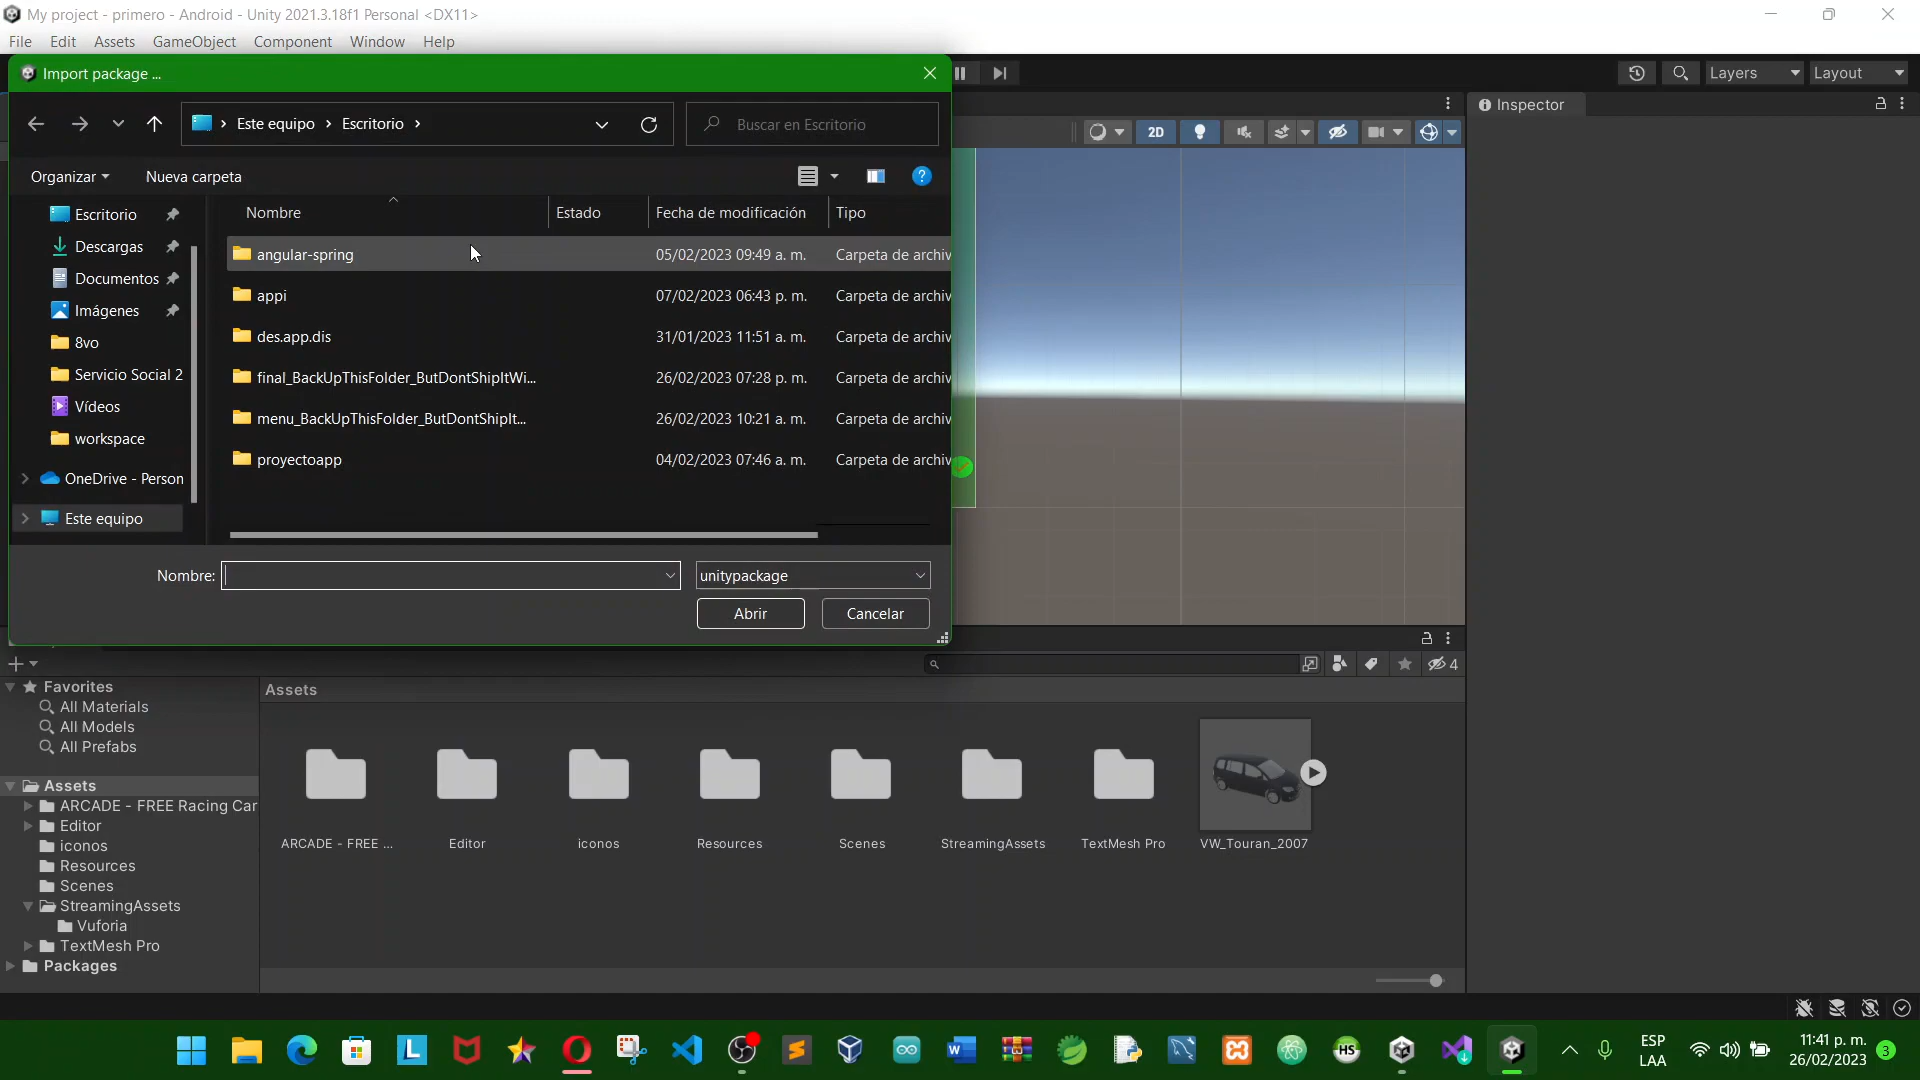 My project - primero - Android - Unity 2021.3.18f1 Personal <DX11>
File Edit Assets GameObject Component Window Help
Import package ...
Layers Layout
Este equipo Escritorio
Buscar en Escritorio
Inspector
2D
Organizar Nueva carpeta
Nombre Estado Fecha de modificación Tipo
Escritorio
Descargas
Documentos
Imágenes
8vo
Servicio Social 2
Vídeos
workspace
OneDrive - Person
Este equipo
angular-spring 05/02/2023 09:49 a. m. Carpeta de archiv
appi 07/02/2023 06:43 p. m. Carpeta de archiv
des.app.dis 31/01/2023 11:51 a. m. Carpeta de archiv
final_BackUpThisFolder_ButDontShipItWi... 26/02/2023 07:28 p. m. Carpeta de archiv
menu_BackUpThisFolder_ButDontShipIt... 26/02/2023 10:21 a. m. Carpeta de archiv
proyectoapp 04/02/2023 07:46 a. m. Carpeta de archiv
Nombre: unitypackage
Abrir Cancelar
4
Favorites
All Materials
All Models
All Prefabs
Assets
ARCADE - FREE Racing Car
Editor
iconos
Resources
Scenes
StreamingAssets
Vuforia
TextMesh Pro
Packages
Assets
ARCADE - FREE ... Editor iconos Resources Scenes StreamingAssets TextMesh Pro VW_Touran_2007
L HS W
ESP
LAA
11:41 p. m.
26/02/2023
3